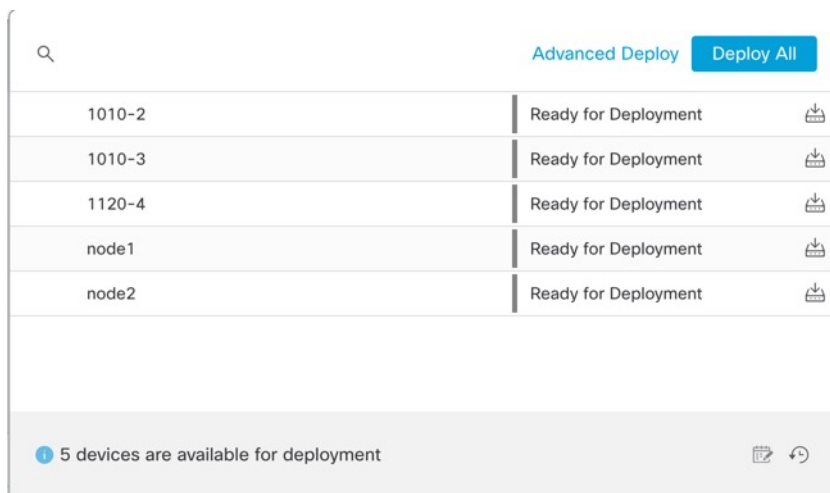 Advanced Deploy Deploy All
1010-2 Ready for Deployment
1010-3 Ready for Deployment
1120-4 Ready for Deployment
node1 Ready for Deployment
node2 Ready for Deployment
5 devices are available for deployment